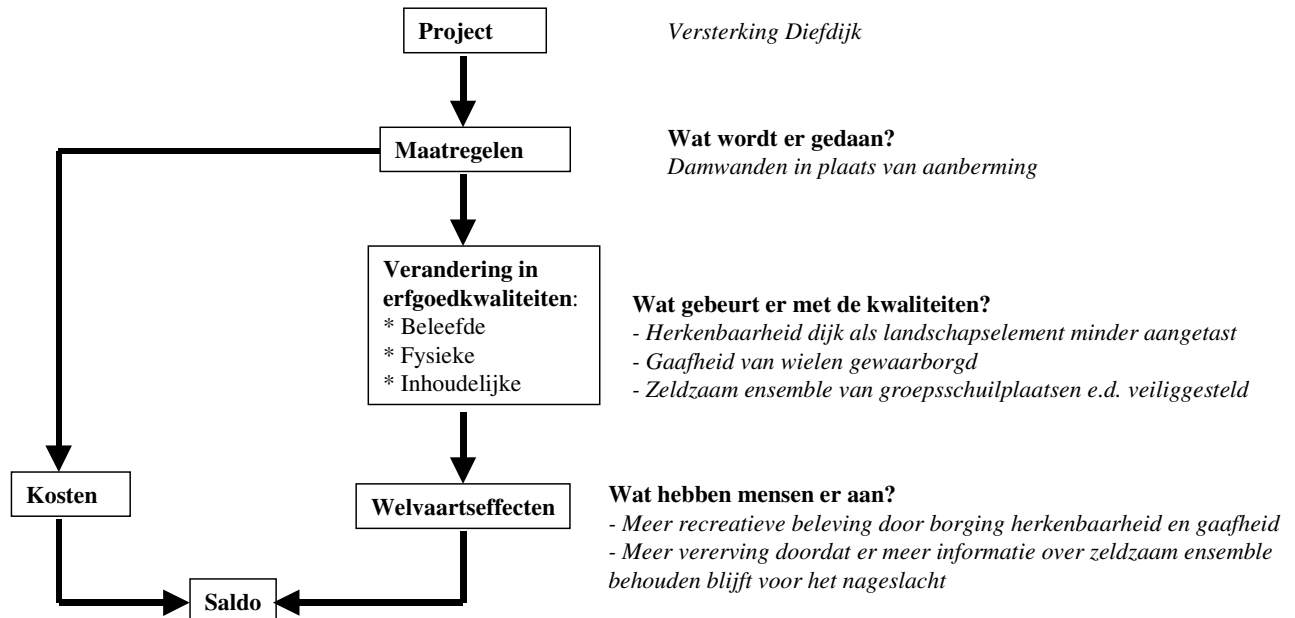 Project
Versterking Diefdijk
Maatregelen
Wat wordt er gedaan?
Damwanden in plaats van aanberming
Verandering in
erfgoedkwaliteiten:
* Beleefde
* Fysieke
* Inhoudelijke
Wat gebeurt er met de kwaliteiten?
- Herkenbaarheid dijk als landschapselement minder aangetast
- Gaafheid van wielen gewaarborgd
- Zeldzaam ensemble van groepsschuilplaatsen e.d. veiliggesteld
Kosten
Welvaartseffecten
Wat hebben mensen er aan?
- Meer recreatieve beleving door borging herkenbaarheid en gaafheid
- Meer vererving doordat er meer informatie over zeldzaam ensemble
behouden blijft voor het nageslacht
Saldo